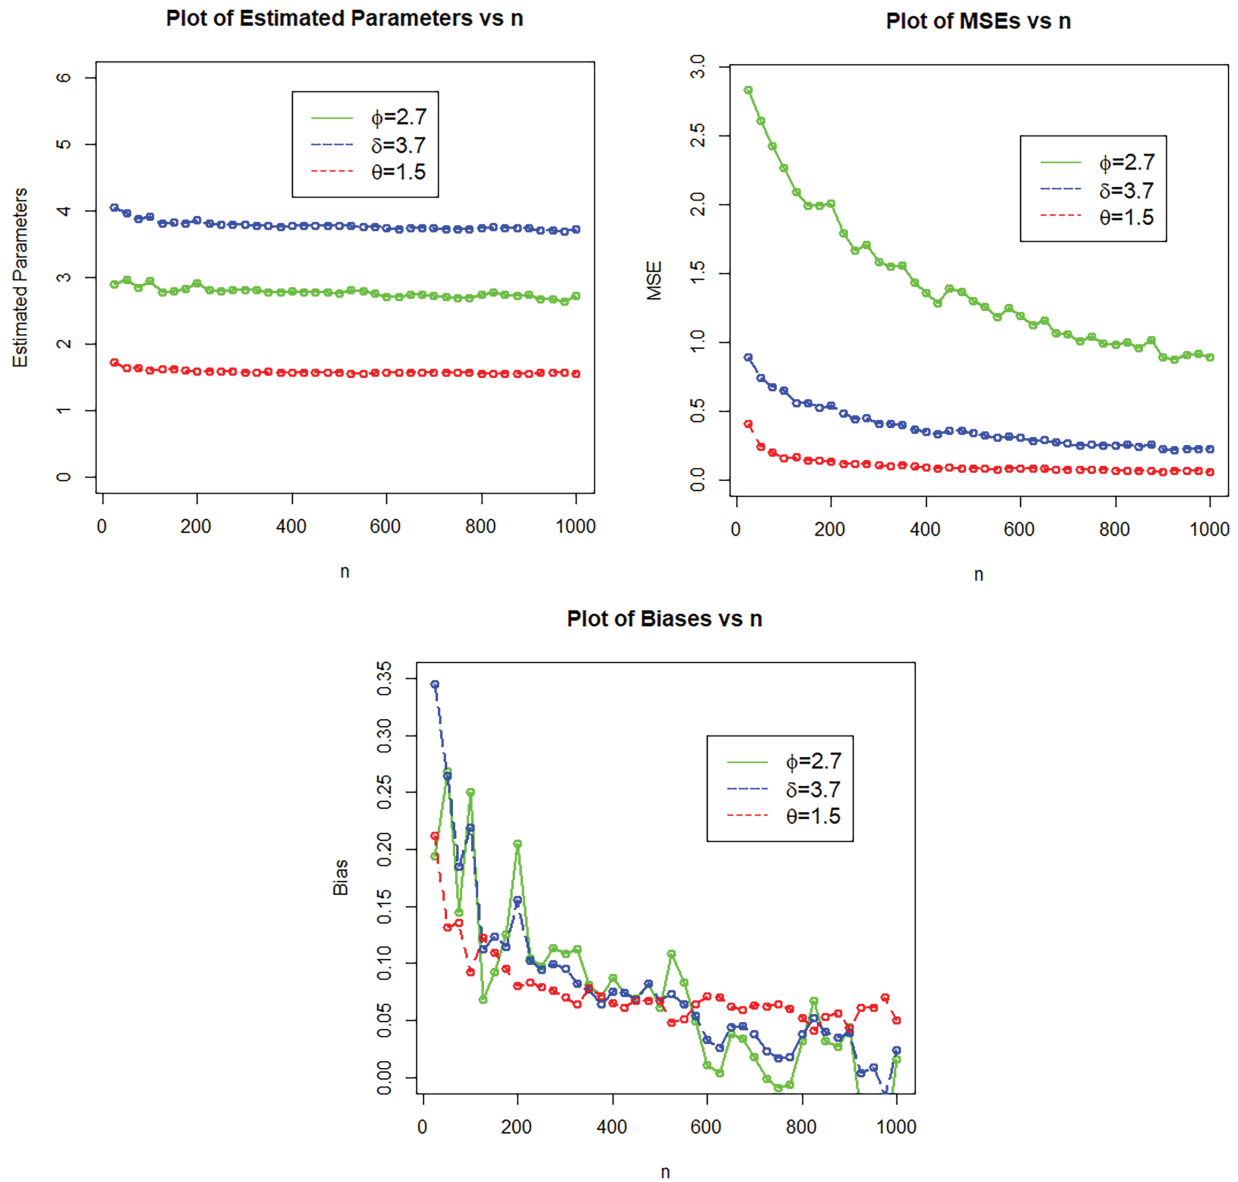 Plot of Estimated Parameters vs n
6
5
4
3
2
1
0
Estimated Parameters
ϕ=2.7
δ=3.7
θ=1.5
0 200 400 600 800 1000
n
Plot of MSEs vs n
3.0
2.5
2.0
1.5
1.0
0.5
0.0
MSE
ϕ=2.7
δ=3.7
θ=1.5
0 200 400 600 800 1000
n
Plot of Biases vs n
0.35
0.30
0.25
0.20
0.15
0.10
0.05
0.00
Bias
ϕ=2.7
δ=3.7
θ=1.5
0 200 400 600 800 1000
n